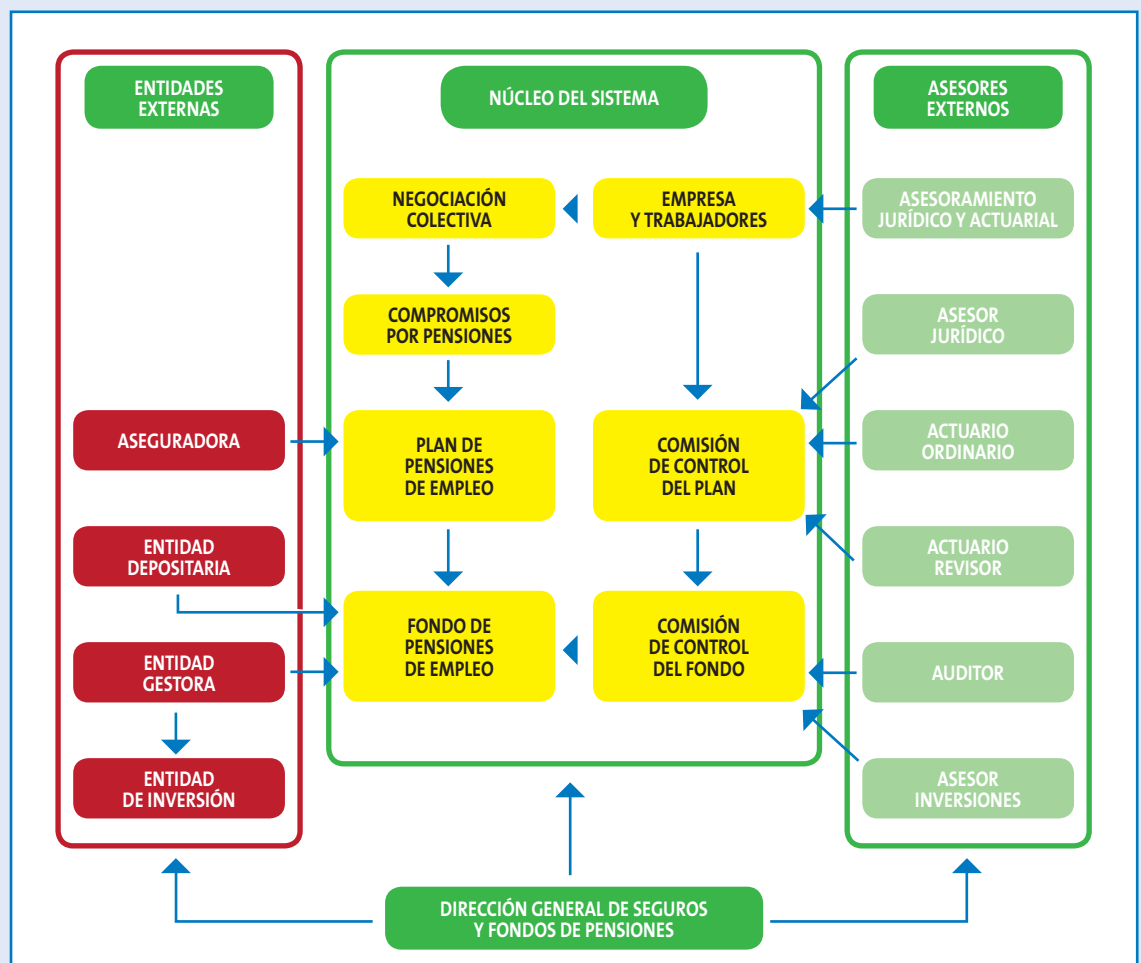 ENTIDADES
EXTERNAS
NÚCLEO DEL SISTEMA
ASESORES
EXTERNOS
NEGOCIACIÓN
COLECTIVA
EMPRESA
Y TRABAJADORES
ASESORAMIENTO
JURÍDICO Y ACTUARIAL
COMPROMISOS
POR PENSIONES
ASESOR
JURÍDICO
ASEGURADORA
PLAN DE
PENSIONES
DE EMPLEO
COMISIÓN
DE CONTROL
DEL PLAN
ACTUARIO
ORDINARIO
ENTIDAD
DEPOSITARIA
ACTUARIO
REVISOR
FONDO DE
PENSIONES
DE EMPLEO
COMISIÓN
DE CONTROL
DEL FONDO
ENTIDAD
GESTORA
AUDITOR
ENTIDAD
DE INVERSIÓN
ASESOR
INVERSIONES
DIRECCIÓN GENERAL DE SEGUROS
Y FONDOS DE PENSIONES